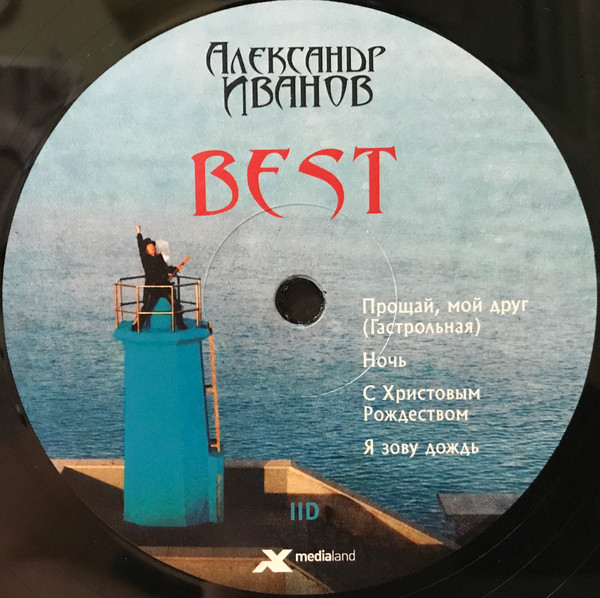 Александр
Иванов
BEST
Прощай, мой друг
(Гастрольная)
Ночь
С Христовым
Рождеством
Я зову дождь
IID
medialand